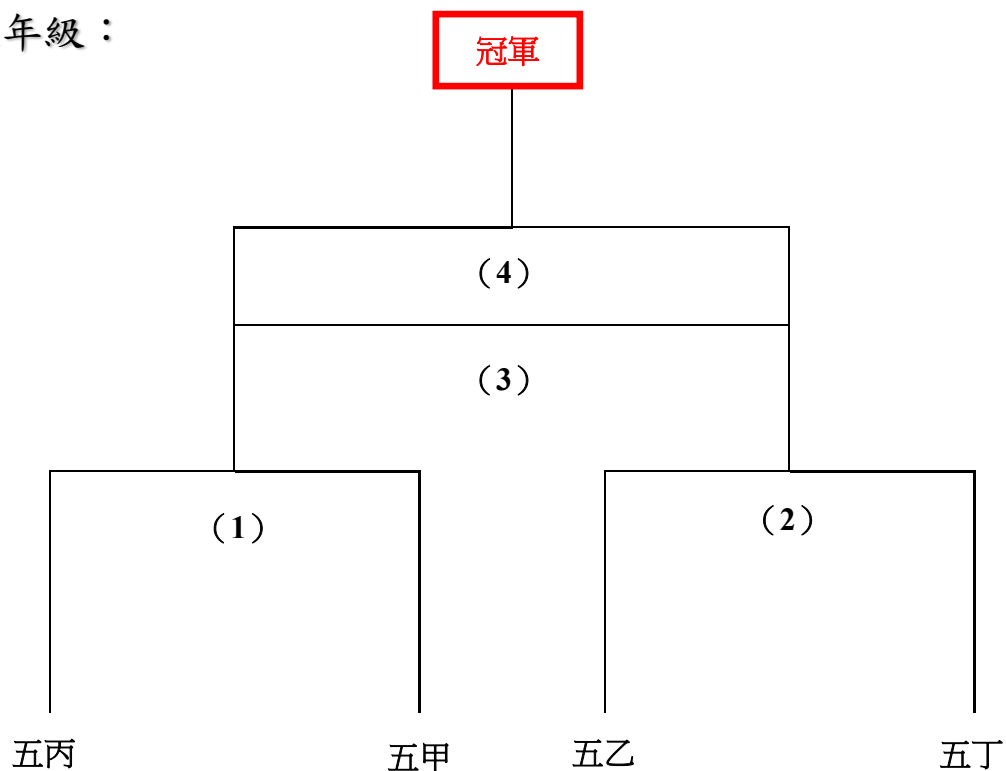 年級：
冠軍
（4）
（3）
（1）
（2）
五丙
五甲
五乙
五丁